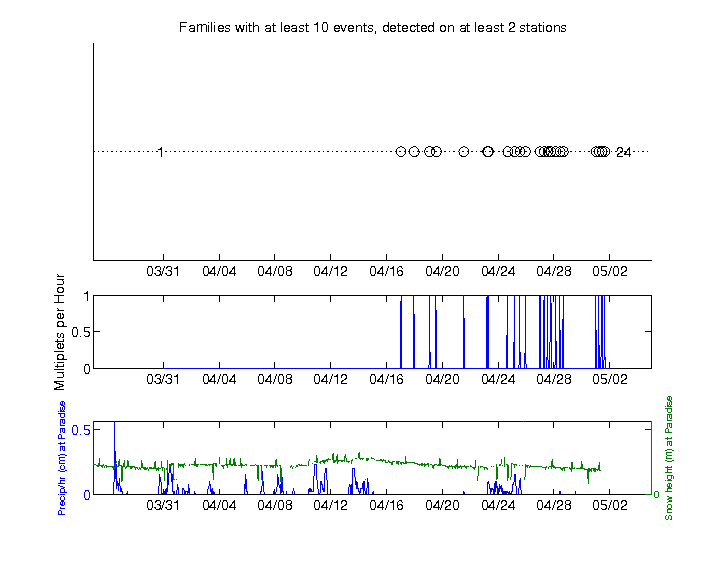 Families with at least 10 events, detected on at least 2 stations
1 24
03/31 04/04 04/08 04/12 04/16 04/20 04/24 04/28 05/02
Multiplets per Hour
1
0.5
0
03/31 04/04 04/08 04/12 04/16 04/20 04/24 04/28 05/02
Precip/hr (cm) at Paradise
0.5
0
Snow height (m) at Paradise
0
03/31 04/04 04/08 04/12 04/16 04/20 04/24 04/28 05/02